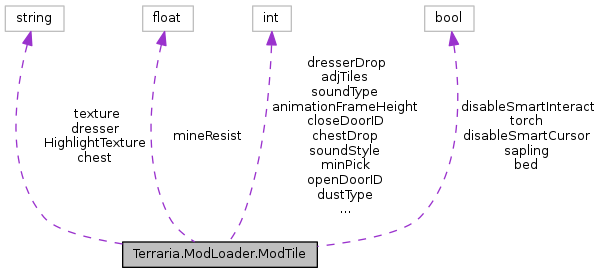 string
float
int
bool
texture
dresser
HighlightTexture
chest
mineResist
dresserDrop
adjTiles
soundType
animationFrameHeight
closeDoorID
chestDrop
soundStyle
minPick
openDoorID
dustType
...
disableSmartInteract
torch
disableSmartCursor
sapling
bed
Terraria.ModLoader.ModTile